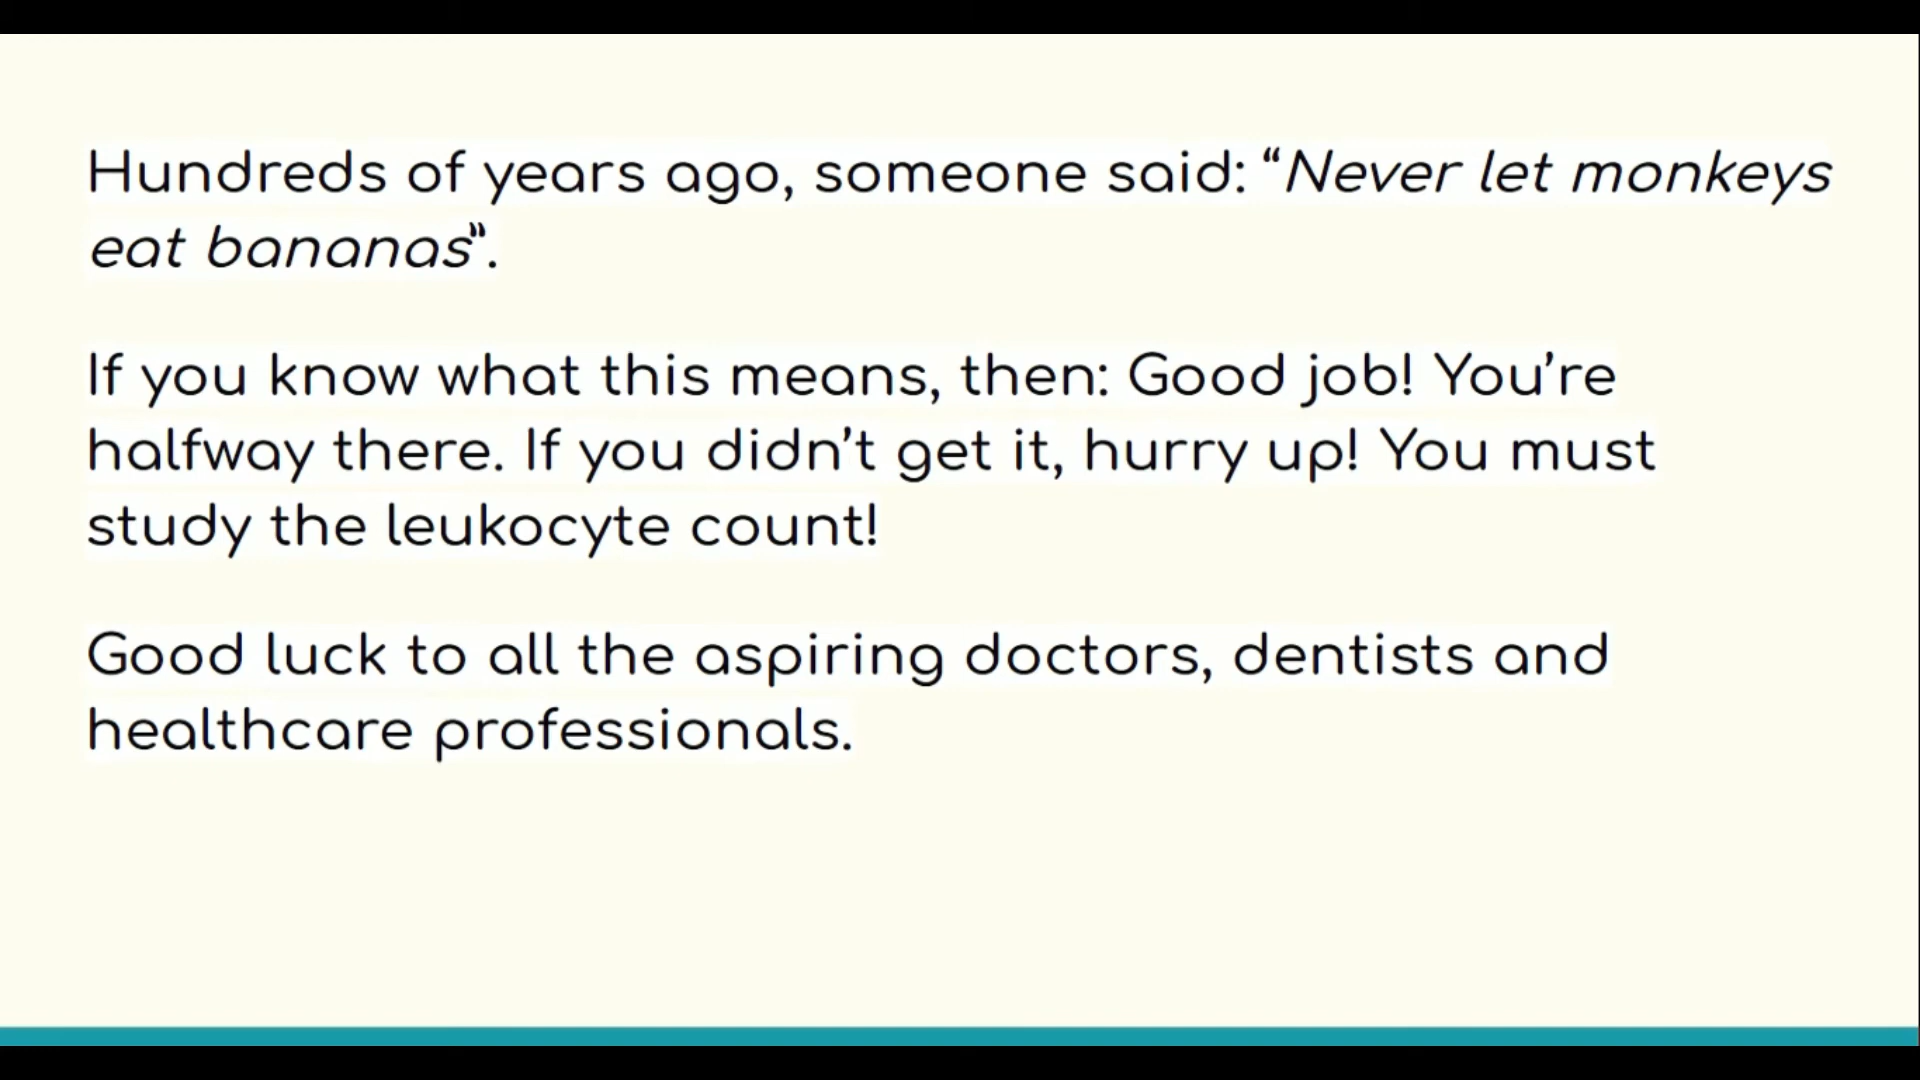 Hundreds of years ago, someone said: “Never let monkeys
eat bananas”.
If you know what this means, then: Good job! You’re
halfway there. If you didn’t get it, hurry up! You must
study the leukocyte count!
Good luck to all the aspiring doctors, dentists and
healthcare professionals.